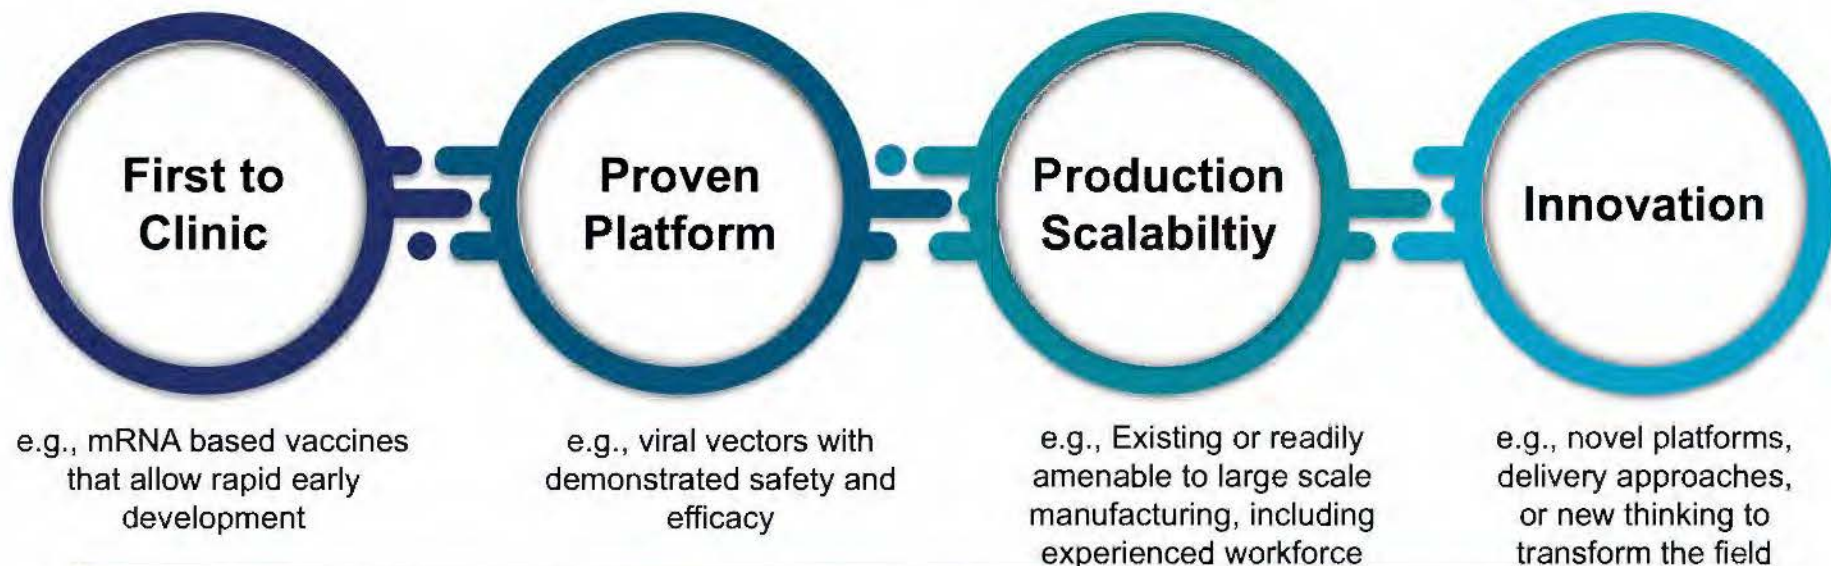 First to
Clinic
Proven
Platform
Production
Scalabiltiy
Innovation
e.g., mRNA based vaccines
that allow rapid early
development
e.g., viral vectors with
demonstrated safety and
efficacy
e.g., Existing or readily
amenable to large scale
manufacturing, including
experienced workforce
e.g., novel platforms,
delivery approaches,
or new thinking to
transform the field